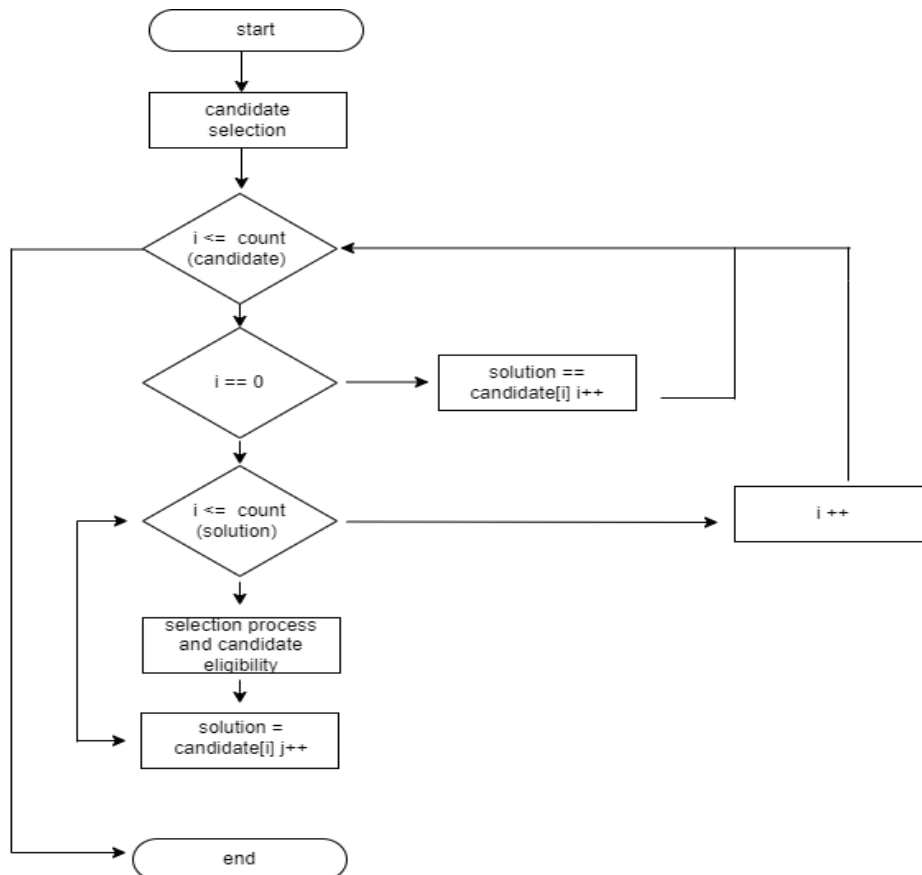 start
candidate
selection
i <= count
(candidate)
i == 0
solution ==
candidate[i] i++
i <= count
(solution)
i ++
selection process
and candidate
eligibility
solution =
candidate[i] j++
end